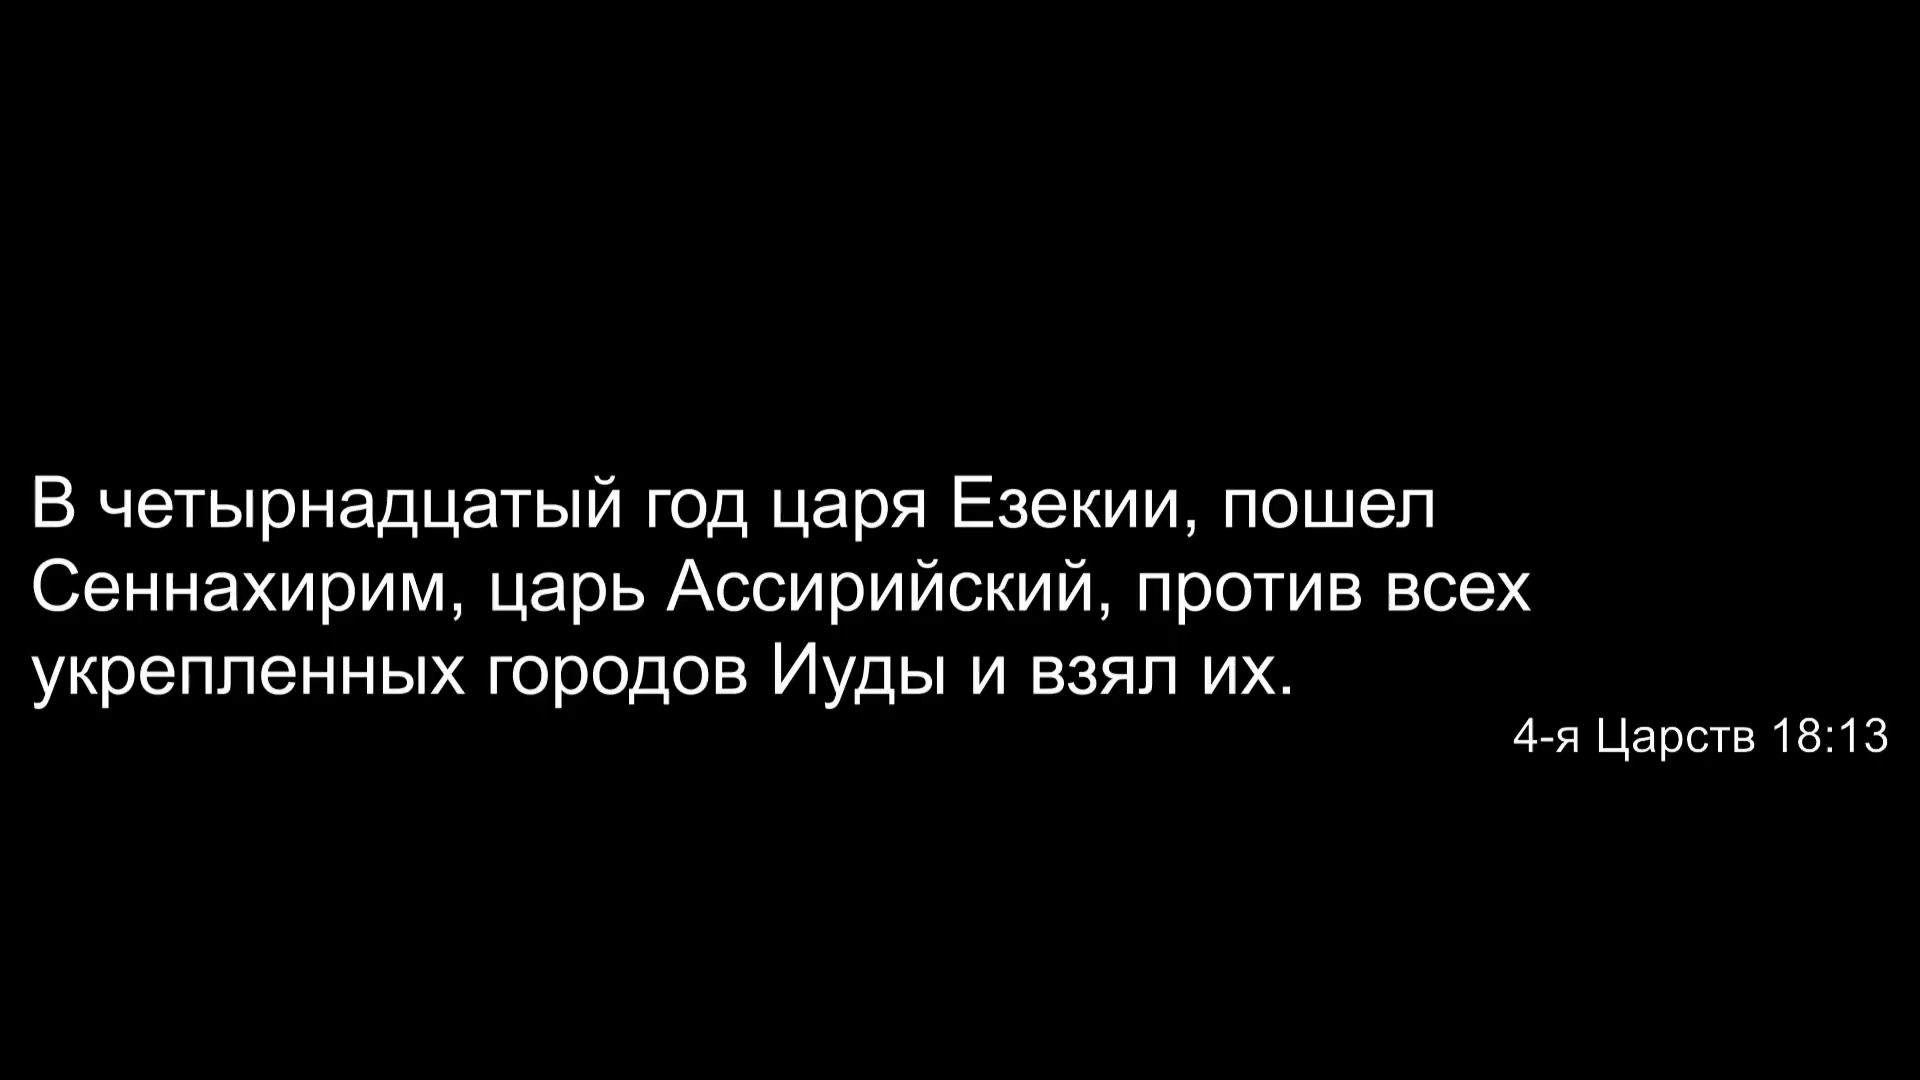 В четырнадцатый год царя Езекии, пошел
Сеннахирим, царь Ассирийский, против всех
укрепленных городов Иуды и взял их.
4-я Царств 18:13